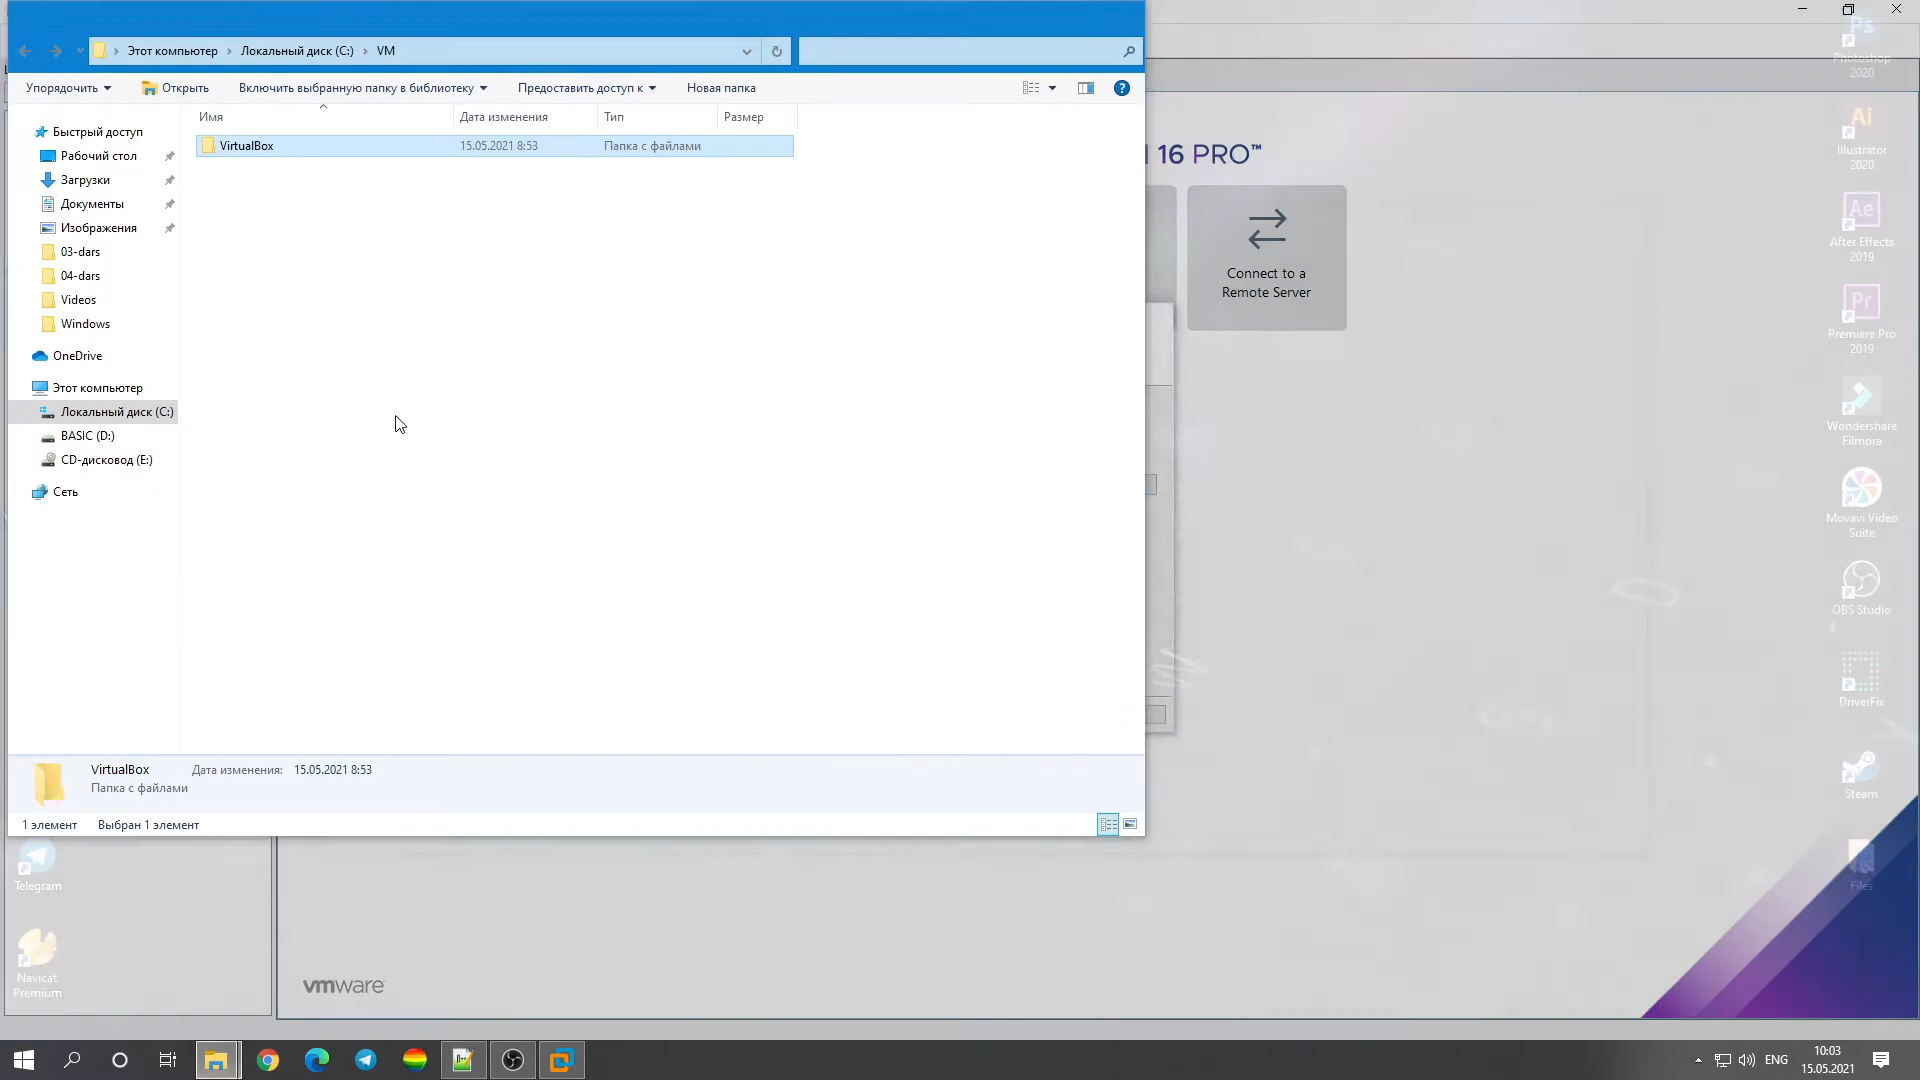 Этот компьютер
Локальный диск (C:)
VM
Упорядочить
Открыть
Включить выбранную папку в библиотеку
Предоставить доступ к
Новая папка
Имя
Дата изменения
Тип
Размер
VirtualBox
15.05.2021 8:53
Папка с файлами
Быстрый доступ
Рабочий стол
Загрузки
Документы
Изображения
03-dars
04-dars
Videos
Windows
OneDrive
Этот компьютер
Локальный диск (C:)
BASIC (D:)
CD-дисковод (E:)
Сеть
VirtualBox
Дата изменения: 15.05.2021 8:53
Папка с файлами
1 элемент
Выбран 1 элемент
16 PRO™
Connect to a
Remote Server
vmware
Telegram
Navicat
Premium
Ps
Photoshop
2020
Ai
Illustrator
2020
Ae
After Effects
2019
Pr
Premiere Pro
2019
Wondershare
Filmora
Movavi Video
Suite
OBS Studio
DriverFix
Steam
Files
ENG
10:03
15.05.2021